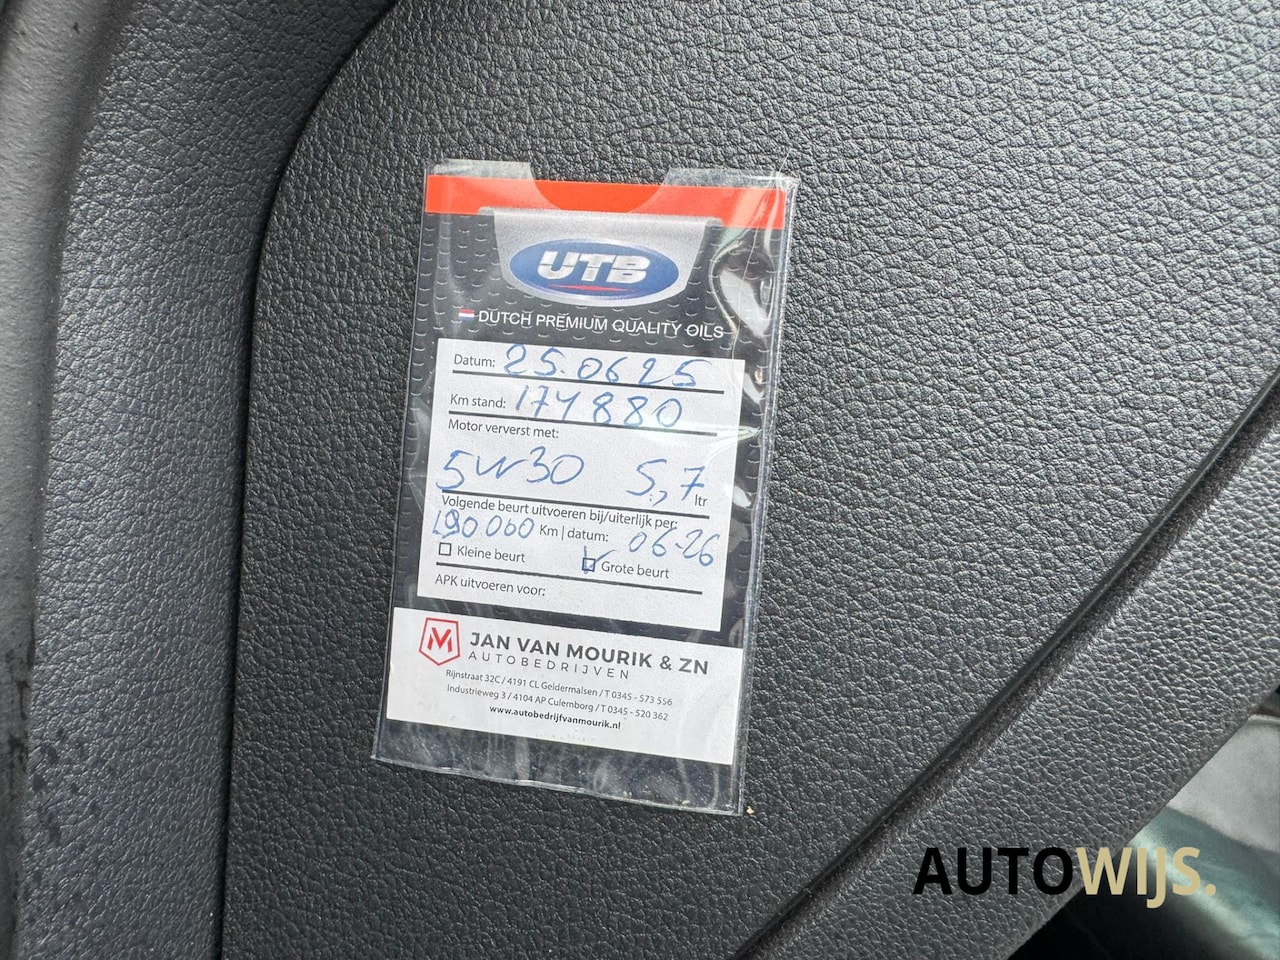 UTB
DUTCH PREMIUM QUALITY OILS
Datum: 25.06 25
Km stand: 174880
Motor ververst met:
5w30 5,7 ltr
Volgende beurt uitvoeren bij/uiterlijk per:
190000 Km | datum: 06-26
Kleine beurt Grote beurt
APK uitvoeren voor:
JAN VAN MOURIK & ZN
AUTOBEDRIJVEN
Rijnstraat 32C / 4191 CL Geldermalsen / T 0345 - 573 556
Industrieweg 3 / 4104 AP Culemborg / T 0345 - 520 362
www.autobedrijfvanmourik.nl
AUTOWIJS.